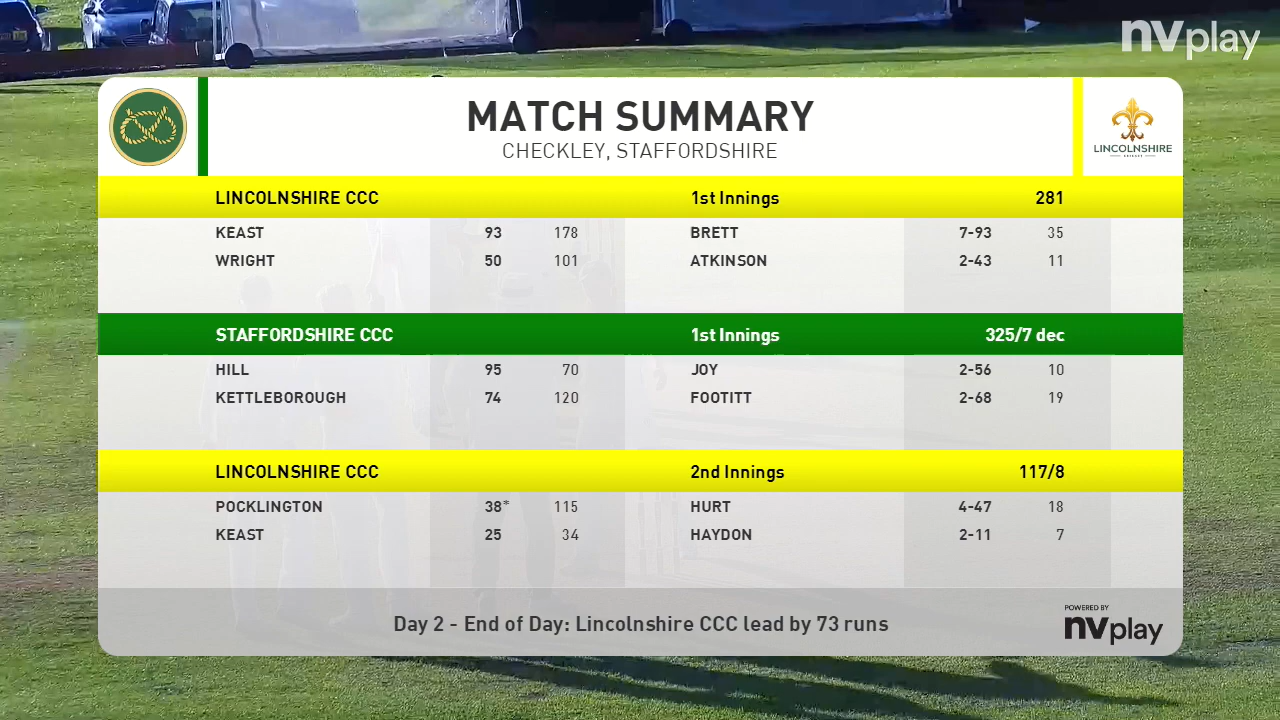 nvplay
MATCH SUMMARY
CHECKLEY, STAFFORDSHIRE
LINCOLNSHIRE
CRICKET
LINCOLNSHIRE CCC 1st Innings 281
KEAST 93 178 BRETT 7-93 35
WRIGHT 50 101 ATKINSON 2-43 11
STAFFORDSHIRE CCC 1st Innings 325/7 dec
HILL 95 70 JOY 2-56 10
KETTLEBOROUGH 74 120 FOOTITT 2-68 19
LINCOLNSHIRE CCC 2nd Innings 117/8
POCKLINGTON 38* 115 HURT 4-47 18
KEAST 25 34 HAYDON 2-11 7
Day 2 - End of Day: Lincolnshire CCC lead by 73 runs
POWERED BY
nvplay